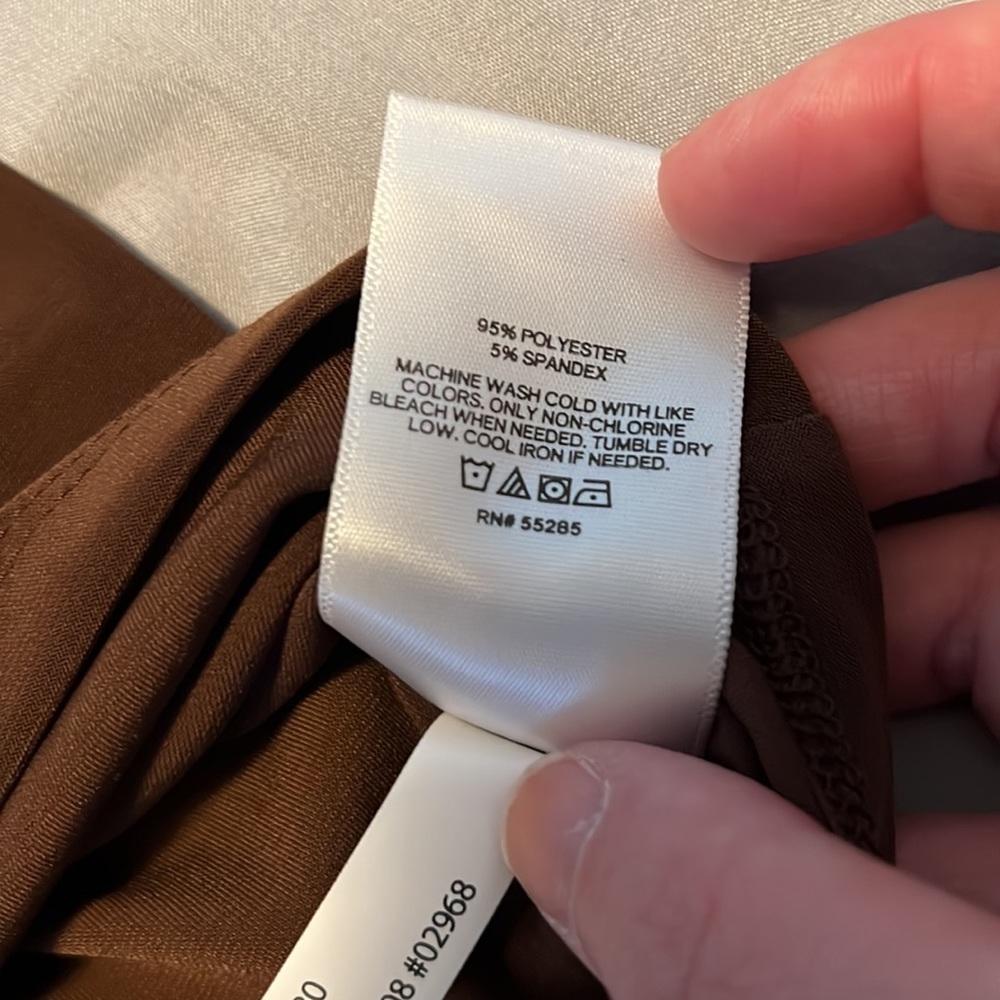 95% POLYESTER
5% SPANDEX
MACHINE WASH COLD WITH LIKE
COLORS. ONLY NON-CHLORINE
BLEACH WHEN NEEDED. TUMBLE DRY
LOW. COOL IRON IF NEEDED.
RN# 55285
#02968